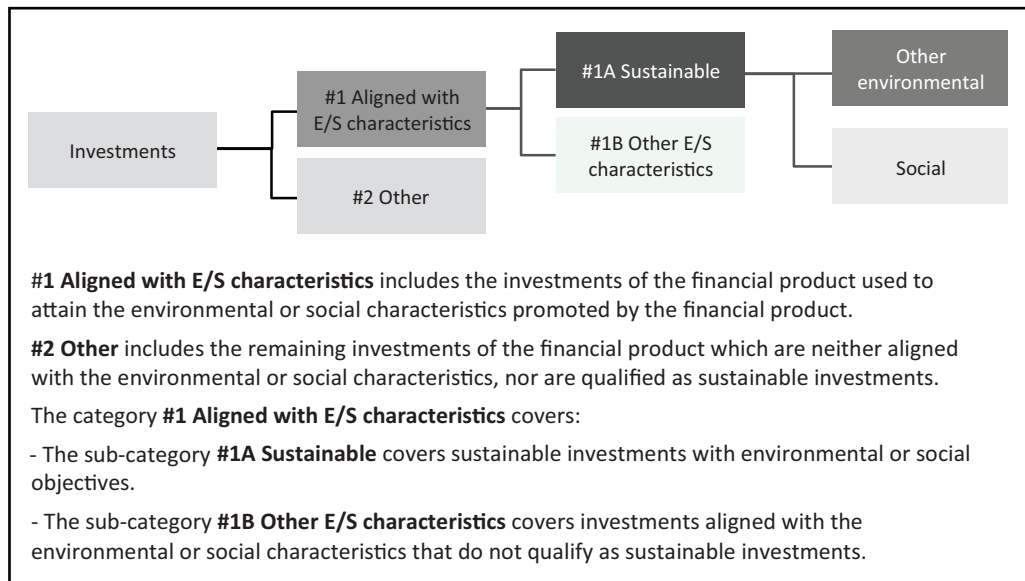 Investments
#1 Aligned with
E/S characteristics
#2 Other
#1A Sustainable
#1B Other E/S
characteristics
Other
environmental
Social
#1 Aligned with E/S characteristics includes the investments of the financial product used to
attain the environmental or social characteristics promoted by the financial product.
#2 Other includes the remaining investments of the financial product which are neither aligned
with the environmental or social characteristics, nor are qualified as sustainable investments.
The category #1 Aligned with E/S characteristics covers:
- The sub-category #1A Sustainable covers sustainable investments with environmental or social
objectives.
- The sub-category #1B Other E/S characteristics covers investments aligned with the
environmental or social characteristics that do not qualify as sustainable investments.